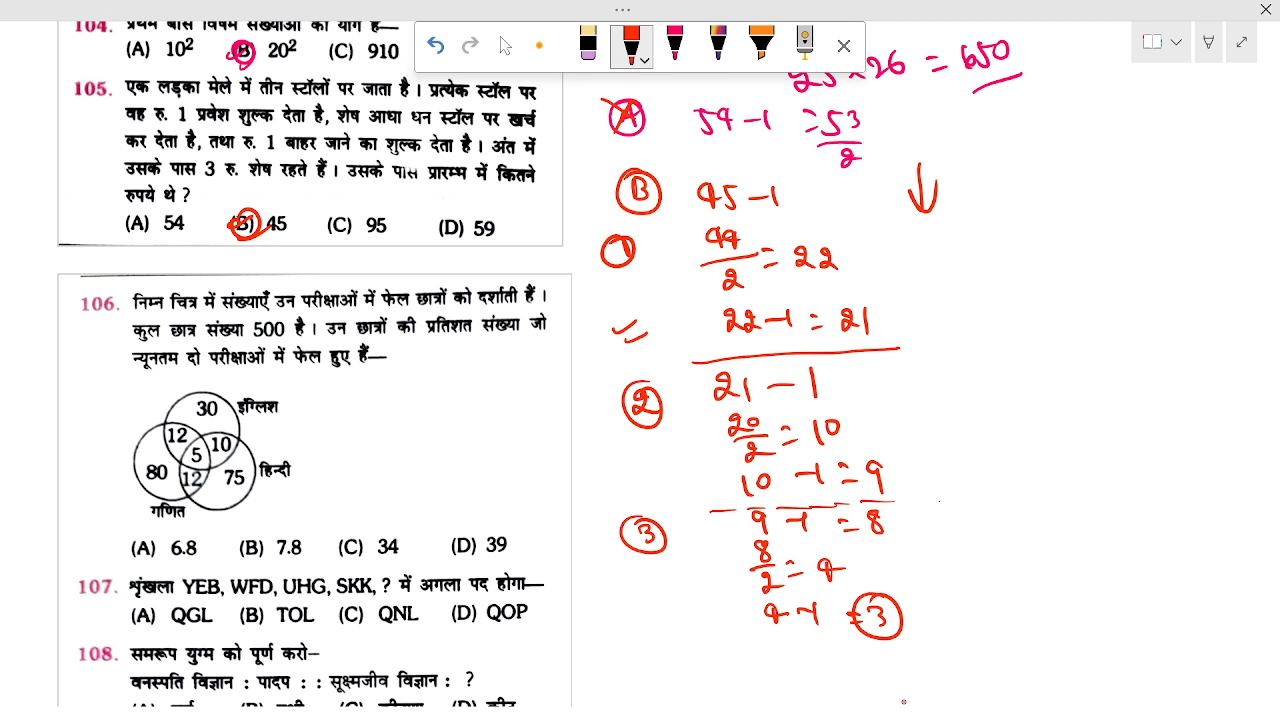 104. प्रथम बीस विषम संख्याओं का योग है—
(A) 10² (B) 20² (C) 910
105. एक लड़का मेले में तीन स्टॉलों पर जाता है। प्रत्येक स्टॉल पर
वह रु. 1 प्रवेश शुल्क देता है, शेष आधा धन स्टॉल पर खर्च
कर देता है, तथा रु. 1 बाहर जाने का शुल्क देता है। अंत में
उसके पास 3 रु. शेष रहते हैं। उसके पास प्रारम्भ में कितने
रुपये थे ?
(A) 54 (B) 45 (C) 95 (D) 59
106. निम्न चित्र में संख्याएँ उन परीक्षाओं में फेल छात्रों को दर्शाती हैं।
कुल छात्र संख्या 500 है। उन छात्रों की प्रतिशत संख्या जो
न्यूनतम दो परीक्षाओं में फेल हुए हैं—
30 इंग्लिश
12 10
5
80 12 75 हिन्दी
गणित
(A) 6.8 (B) 7.8 (C) 34 (D) 39
107. शृंखला YEB, WFD, UHG, SKK, ? में अगला पद होगा—
(A) QGL (B) TOL (C) QNL (D) QOP
108. समरूप युग्म को पूर्ण करो–
वनस्पति विज्ञान : पादप : : सूक्ष्मजीव विज्ञान : ?
26 = 650
A 54 - 1 = 53
2
B 45 - 1
1 44
2 = 22
22 - 1 = 21
2 21 - 1
20
2 = 10
10 - 1 = 9
3 9 - 1 = 8
8
2 = 4
4 - 1 = 3